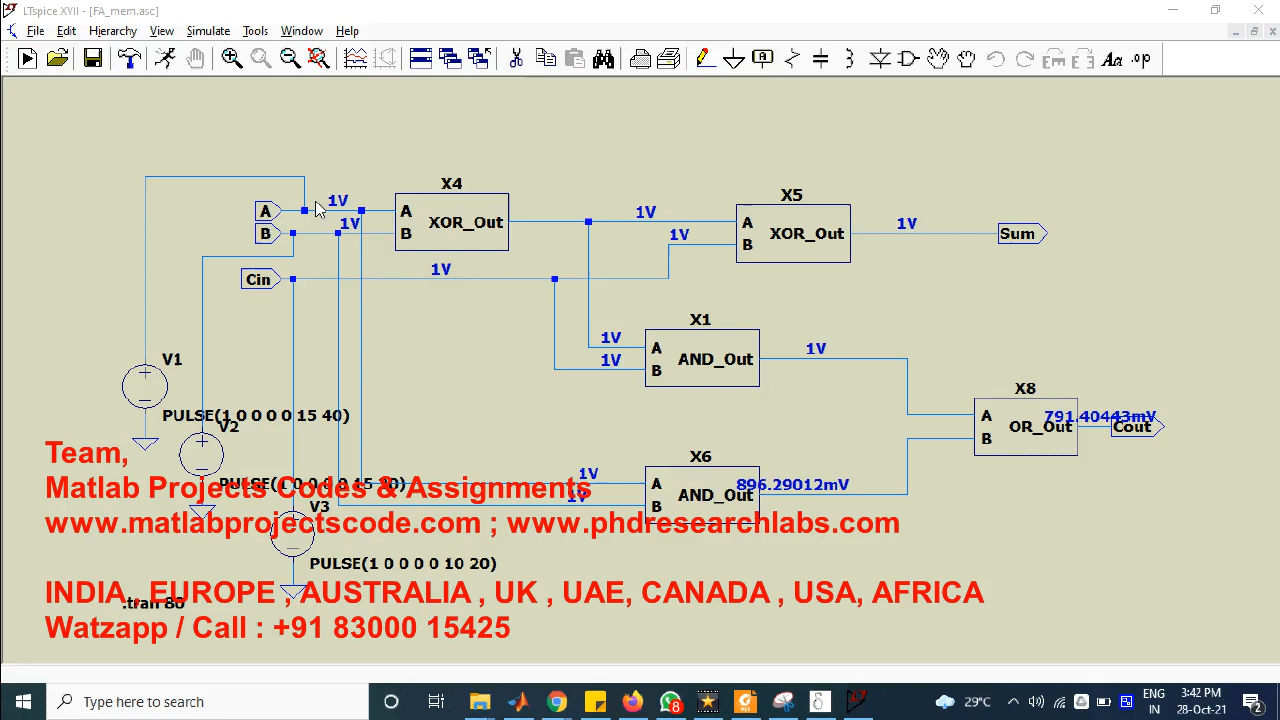 LTspice XVII - [FA_mem.asc]
File Edit Hierarchy View Simulate Tools Window Help
X4
X5
A 1V A XOR_Out 1V A XOR_Out 1V Sum
B 1V B 1V B
Cin 1V
X1
1V A AND_Out 1V
1V B
V1
PULSE(1 0 0 0 0 15 40)
X8
A OR_Out 791.40443mV Cout
B
V2
X6
1V A AND_Out 896.29012mV
1V B
V3
PULSE(1 0 0 0 0 10 20)
.tran 80
Team,
Matlab Projects Codes & Assignments
www.matlabprojectscode.com ; www.phdresearchlabs.com
INDIA , EUROPE , AUSTRALIA , UK , UAE, CANADA , USA, AFRICA
Watzapp / Call : +91 83000 15425
Type here to search
8
29°C
ENG
IN
3:42 PM
28-Oct-21
2